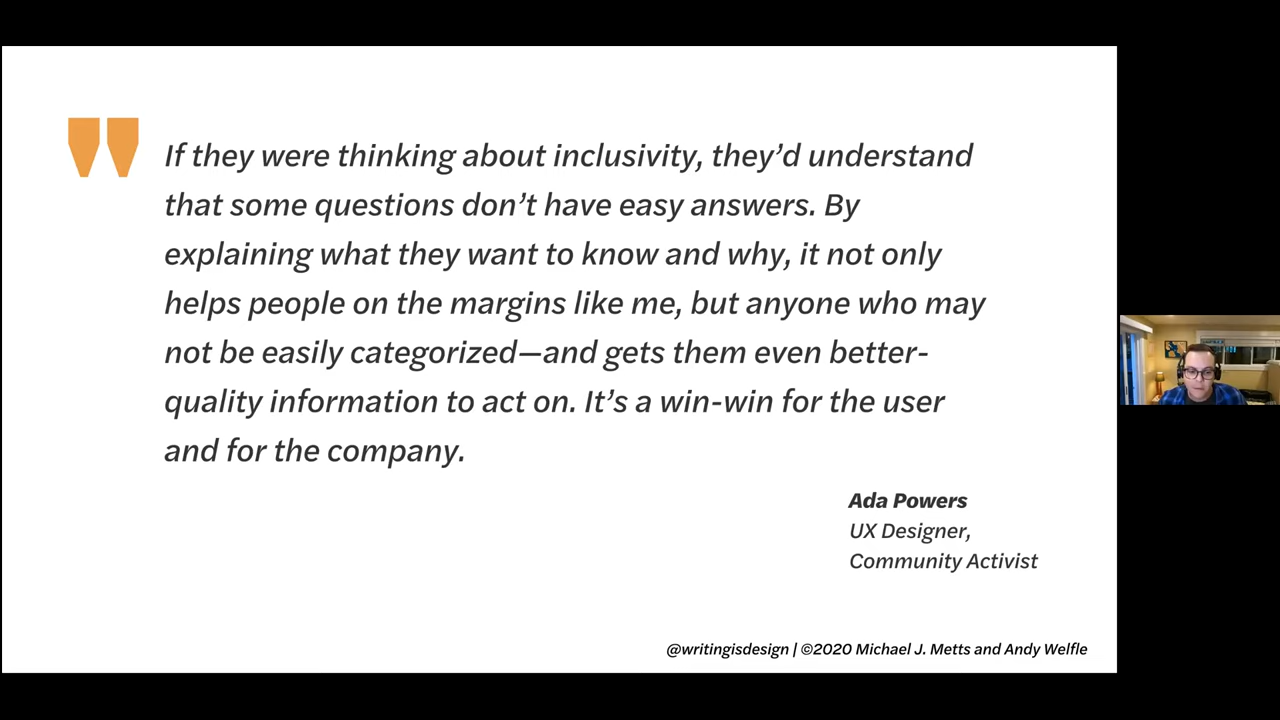 If they were thinking about inclusivity, they’d understand
that some questions don’t have easy answers. By
explaining what they want to know and why, it not only
helps people on the margins like me, but anyone who may
not be easily categorized—and gets them even better-
quality information to act on. It’s a win-win for the user
and for the company.
Ada Powers
UX Designer,
Community Activist
@writingisdesign | ©2020 Michael J. Metts and Andy Welfle